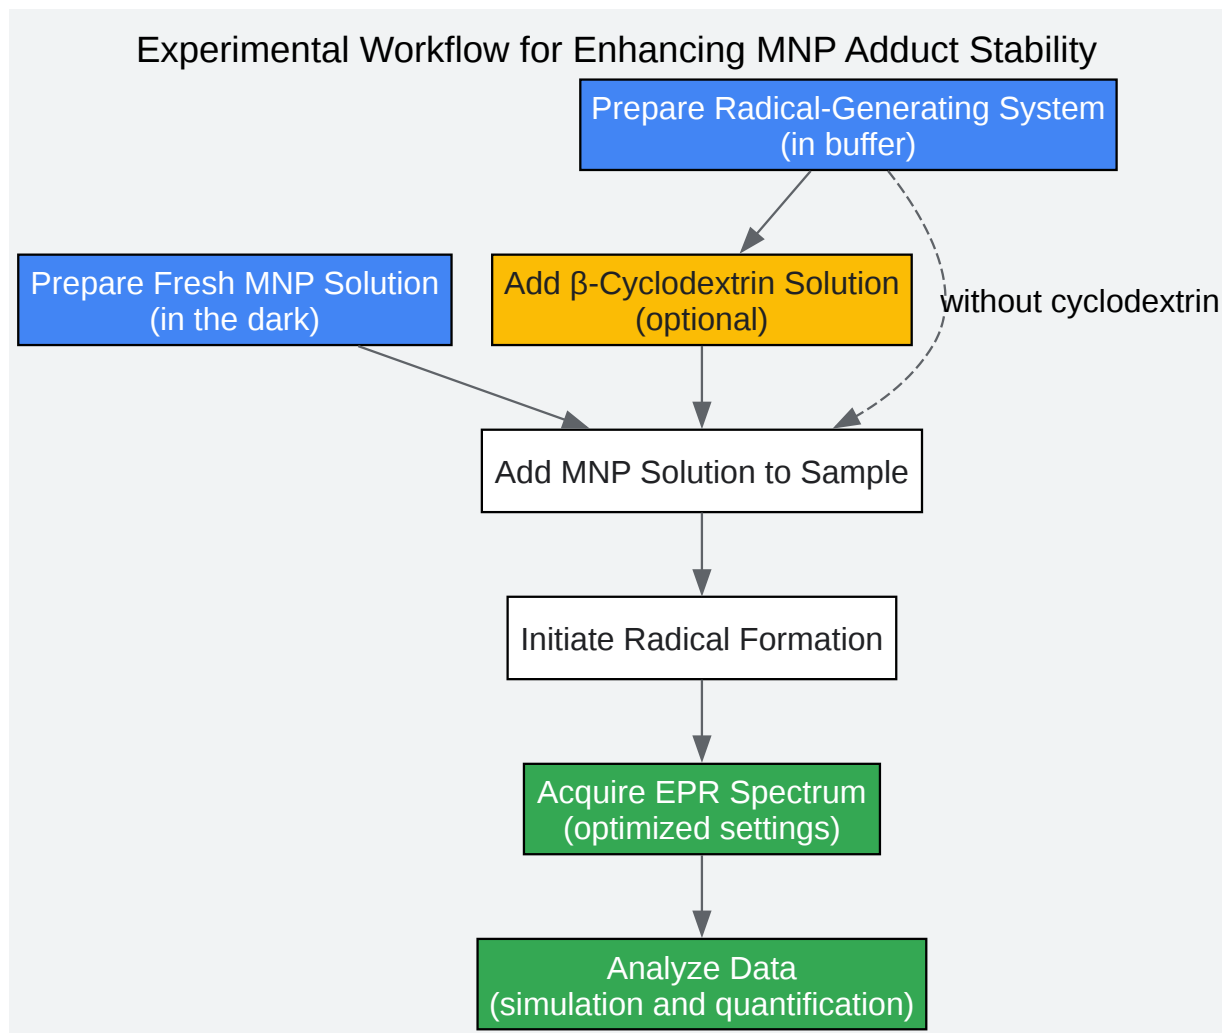 Experimental Workflow for Enhancing MNP Adduct Stability
Prepare Radical-Generating System
(in buffer)
Prepare Fresh MNP Solution
(in the dark)
Add β-Cyclodextrin Solution
(optional)
without cyclodextrin
Add MNP Solution to Sample
Initiate Radical Formation
Acquire EPR Spectrum
(optimized settings)
Analyze Data
(simulation and quantification)